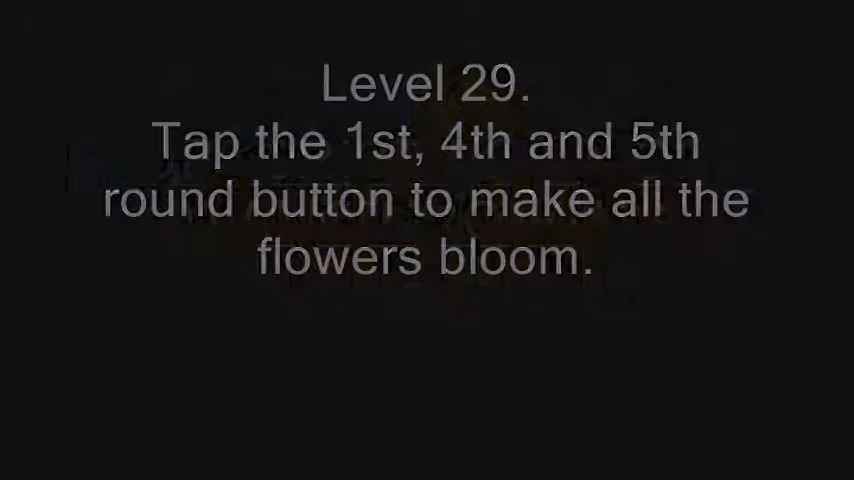 Level 29.
Tap the 1st, 4th and 5th
round button to make all the
flowers bloom.